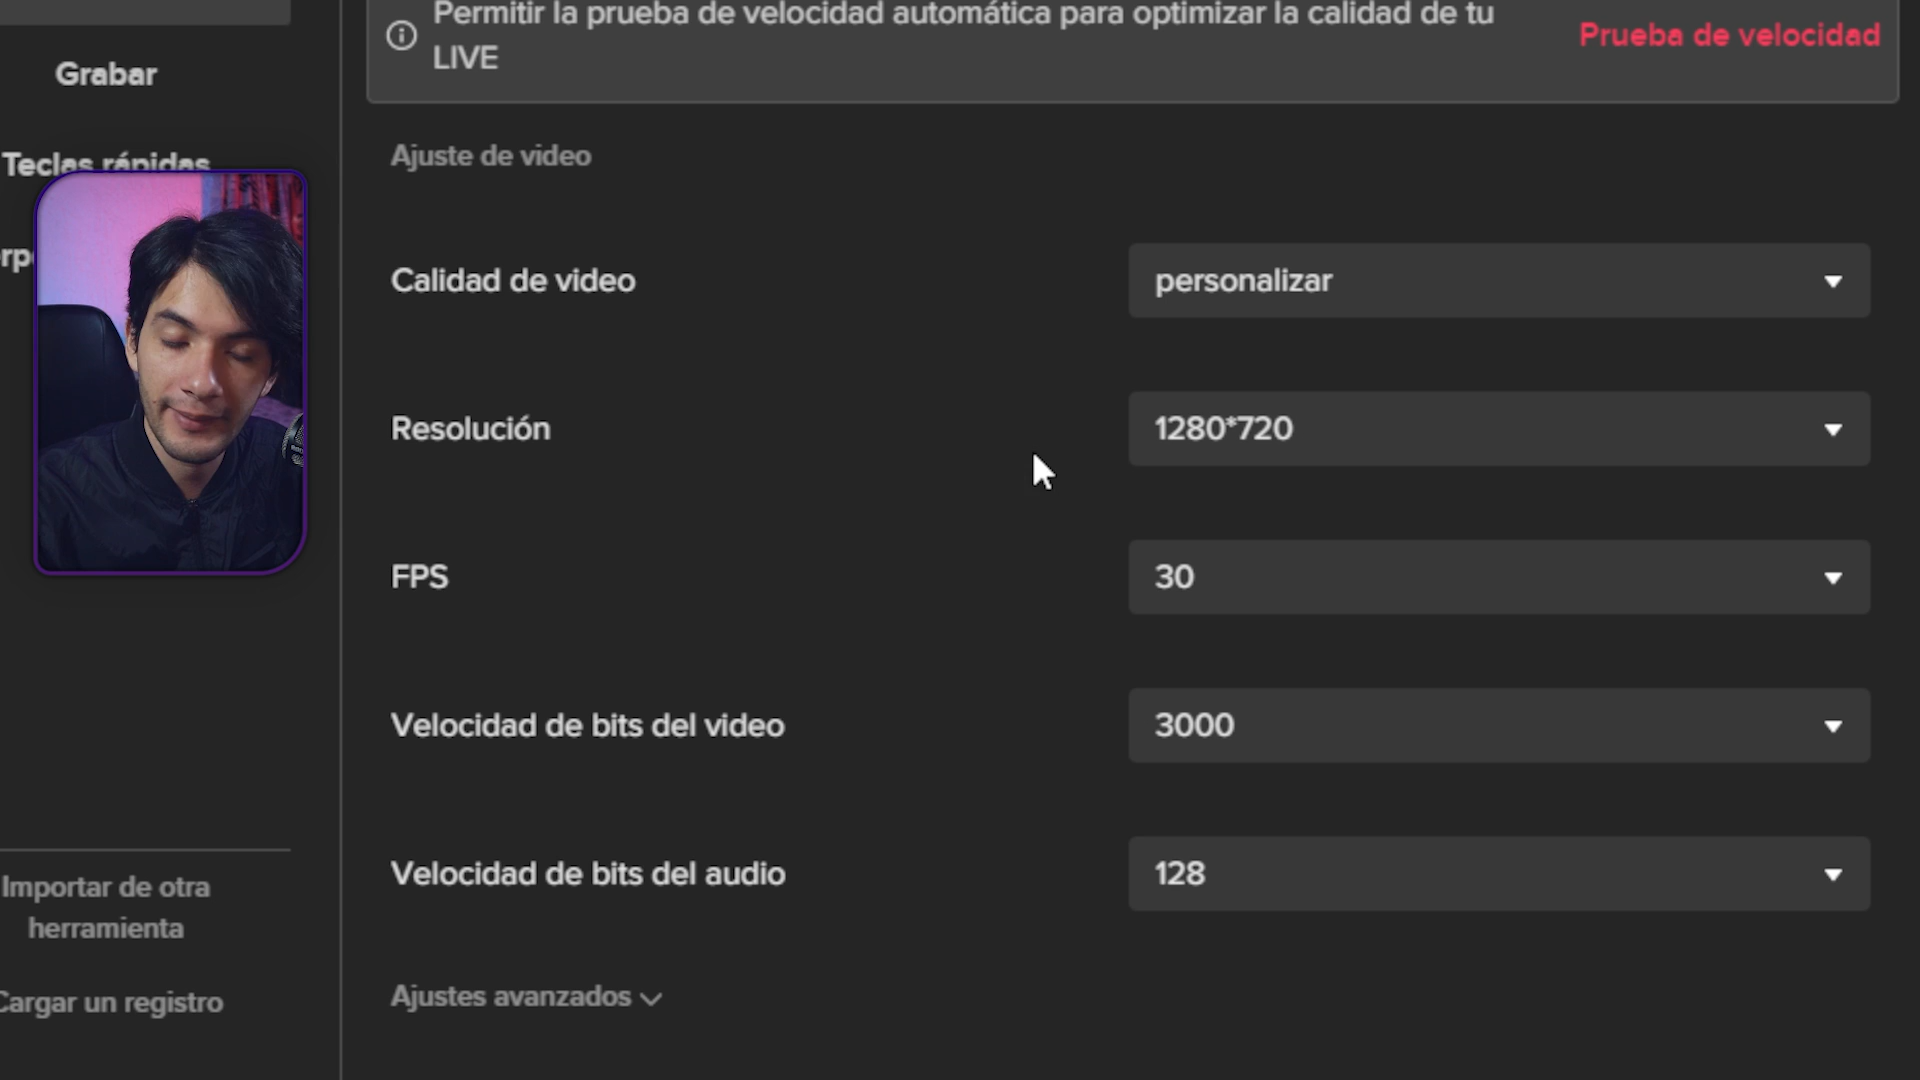 Permitir la prueba de velocidad automática para optimizar la calidad de tu
LIVE
Prueba de velocidad
Grabar
Teclas rápidas
Ajuste de video
Calidad de video
personalizar
Resolución
1280*720
FPS
30
Velocidad de bits del video
3000
Velocidad de bits del audio
128
Importar de otra
herramienta
Ajustes avanzados
Cargar un registro